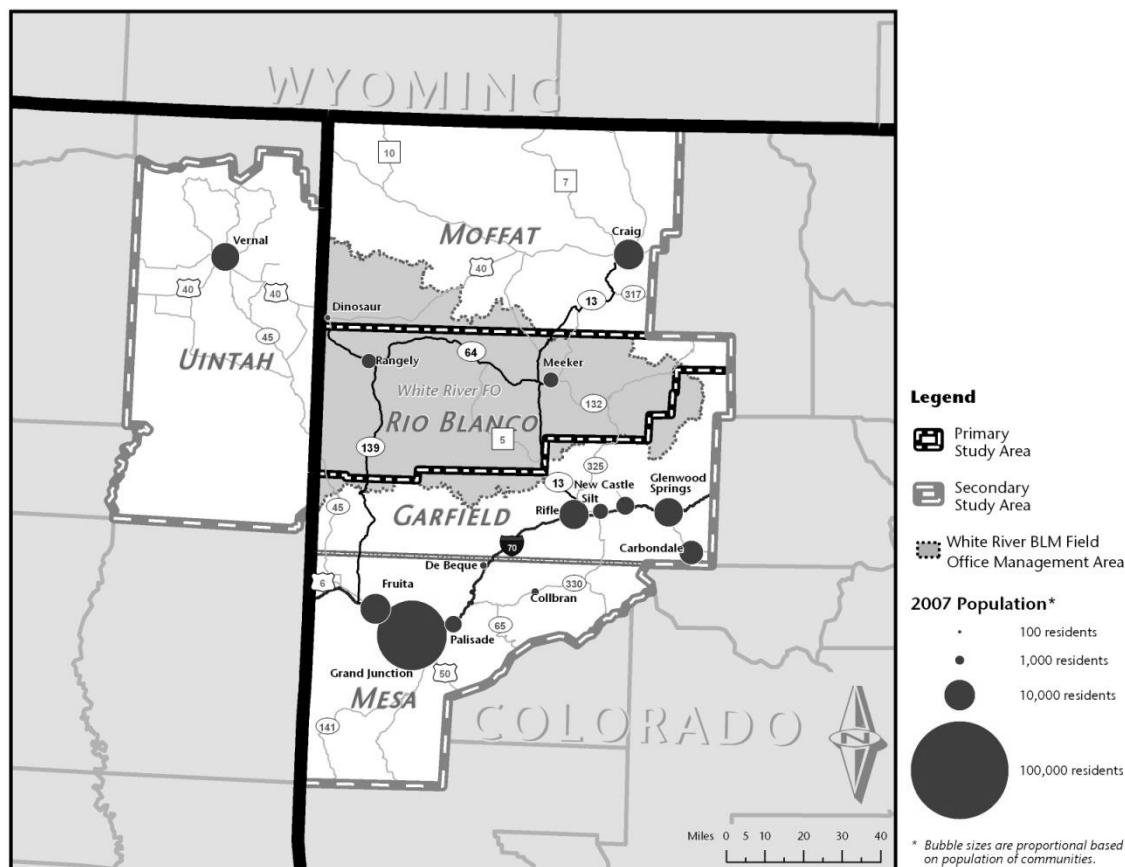 WYOMING
10
7
Vernal
Craig
MOFFAT
40
40
40
13
317
Dinosaur
45
UINTAH
Rangely
64
Meeker
White River FO
132
RIO BLANCO
5
139
325
13
New Castle
Glenwood
Springs
Silt
Rifle
45
GARFIELD
70
Carbondale
De Beque
6
Fruita
330
Collbran
65
Palisade
Grand Junction
50
MESA
141
COLORADO
N
Miles 0 5 10 20 30 40
Legend
Primary
Study Area
Secondary
Study Area
White River BLM Field
Office Management Area
2007 Population*
100 residents
1,000 residents
10,000 residents
100,000 residents
* Bubble sizes are proportional based
on population of communities.